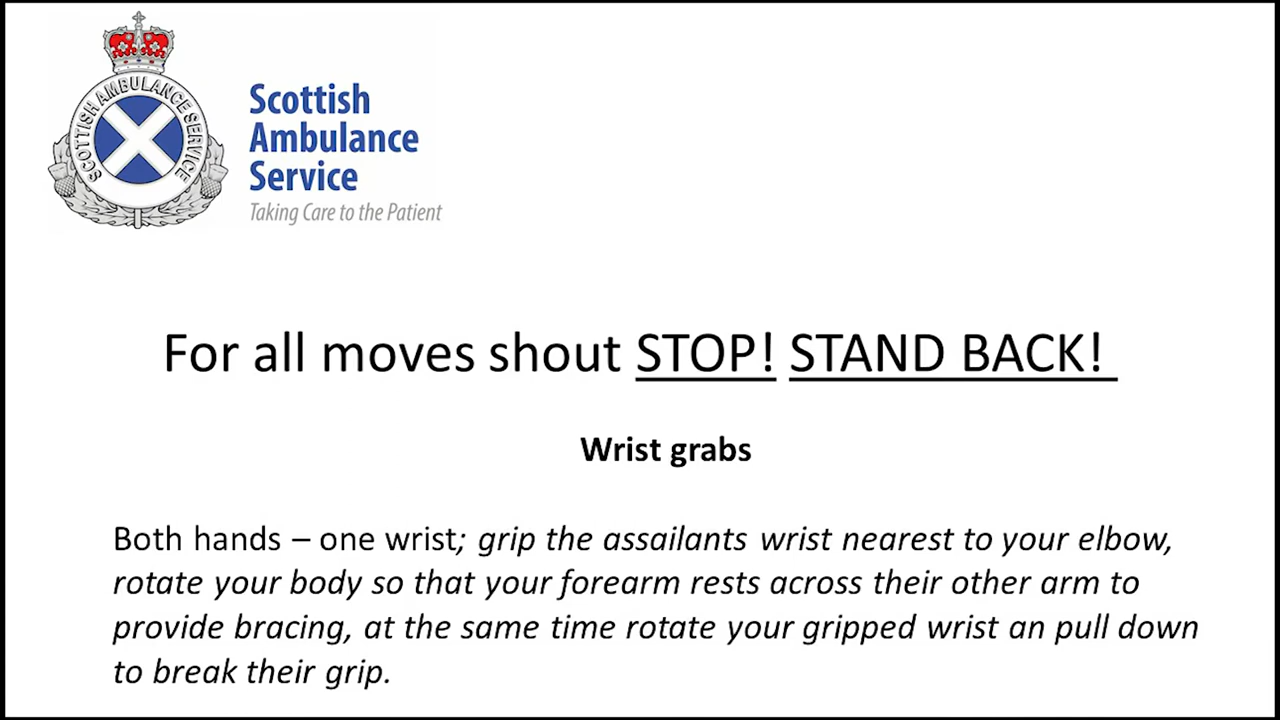 SCOTTISH AMBULANCE SERVICE
Scottish
Ambulance
Service
Taking Care to the Patient
For all moves shout STOP! STAND BACK!
Wrist grabs
Both hands – one wrist; grip the assailants wrist nearest to your elbow,
rotate your body so that your forearm rests across their other arm to
provide bracing, at the same time rotate your gripped wrist an pull down
to break their grip.